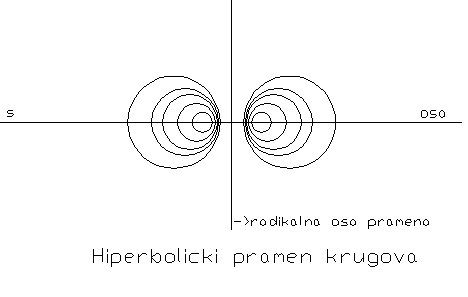 s osa
->radikalna osa pramena
Hiperbolicki pramen krugova